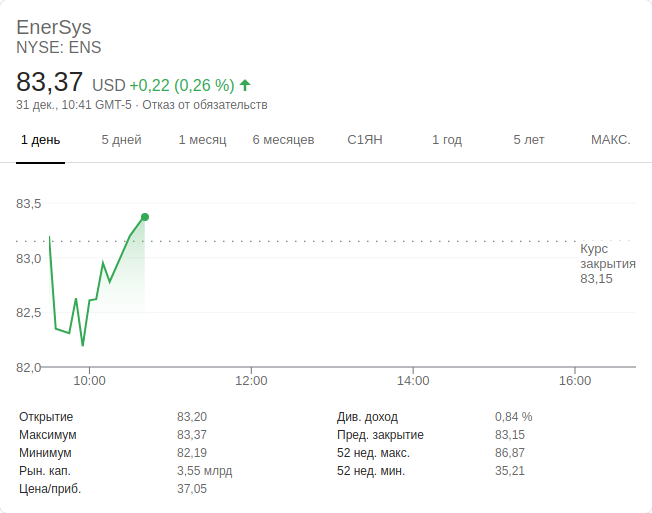 EnerSys
NYSE: ENS
83,37 USD +0,22 (0,26 %)
31 дек., 10:41 GMT-5 · Отказ от обязательств
1 день 5 дней 1 месяц 6 месяцев С1ЯН 1 год 5 лет МАКС.
83,5
83,0
82,5
82,0
Курс
закрытия
83,15
10:00 12:00 14:00 16:00
Открытие 83,20 Див. доход 0,84 %
Максимум 83,37 Пред. закрытие 83,15
Минимум 82,19 52 нед. макс. 86,87
Рын. кап. 3,55 млрд 52 нед. мин. 35,21
Цена/приб. 37,05